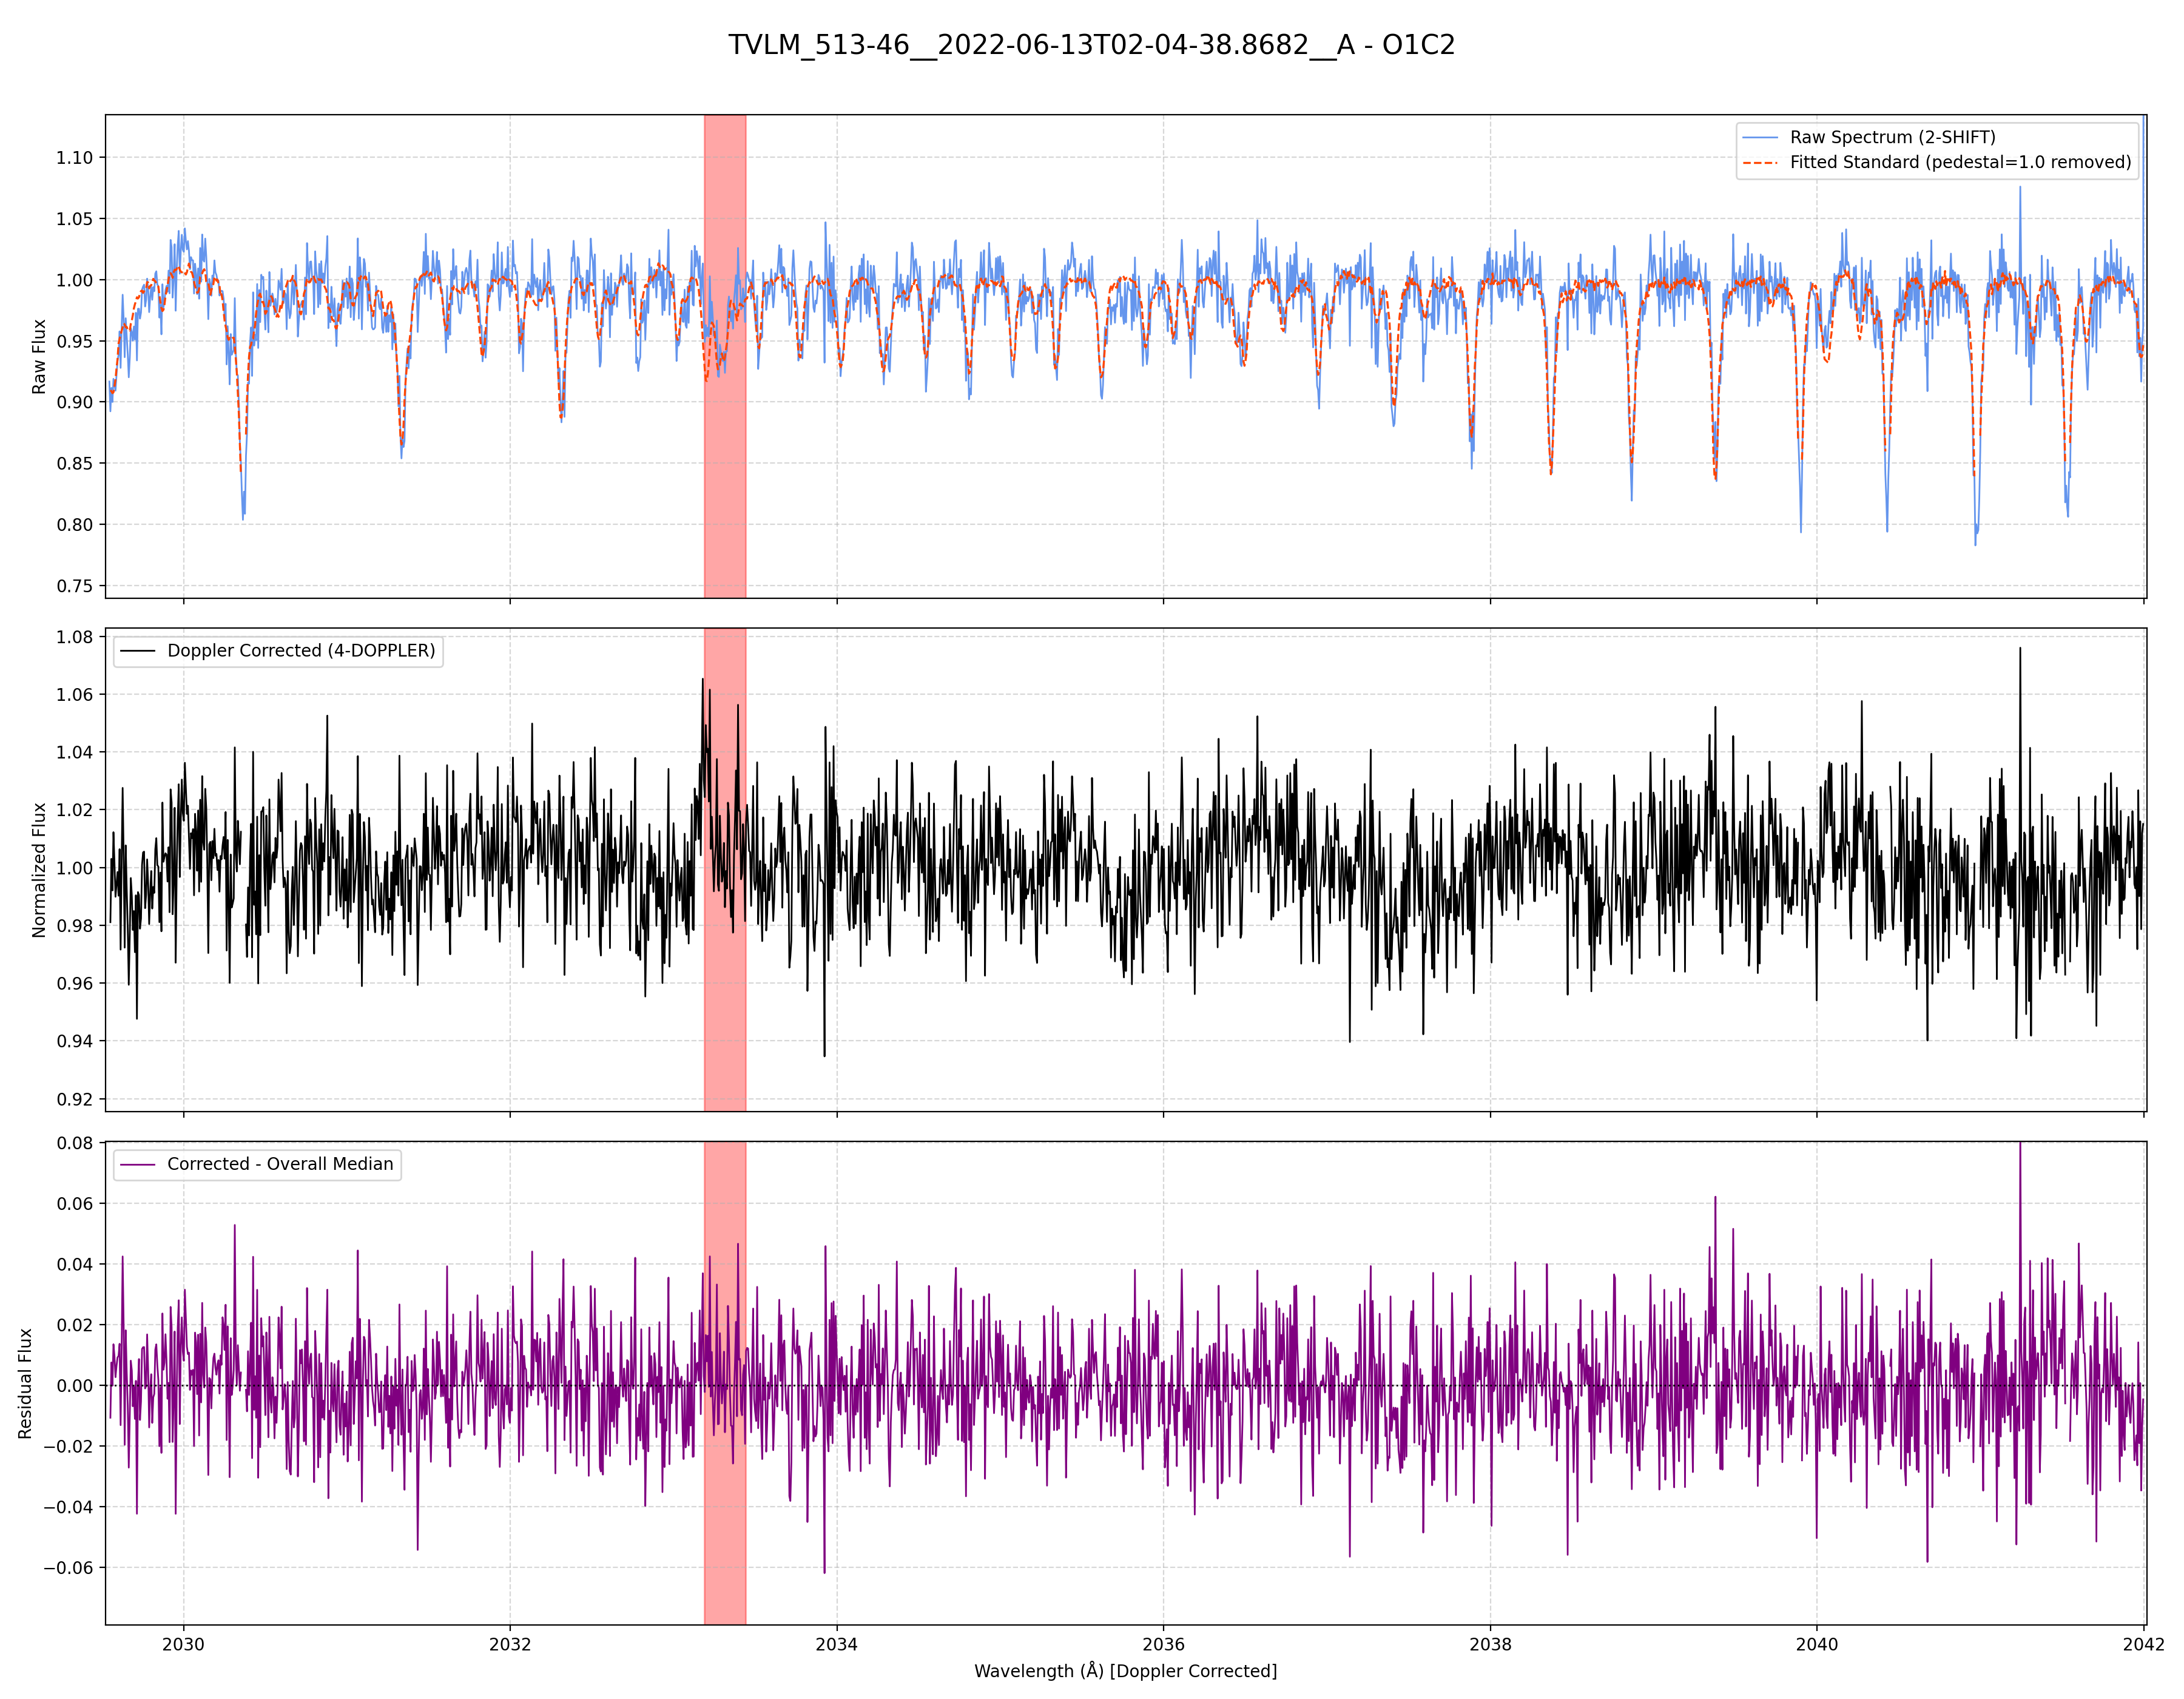 TVLM_513-46__2022-06-13T02-04-38.8682__A - O1C2
Raw Spectrum (2-SHIFT)
Fitted Standard (pedestal=1.0 removed)
1.10
1.05
1.00
0.95
0.90
0.85
0.80
0.75
Raw Flux
Doppler Corrected (4-DOPPLER)
1.08
1.06
1.04
1.02
1.00
0.98
0.96
0.94
0.92
Normalized Flux
Corrected - Overall Median
0.08
0.06
0.04
0.02
0.00
−0.02
−0.04
−0.06
Residual Flux
2030 2032 2034 2036 2038 2040 2042
Wavelength (Å) [Doppler Corrected]